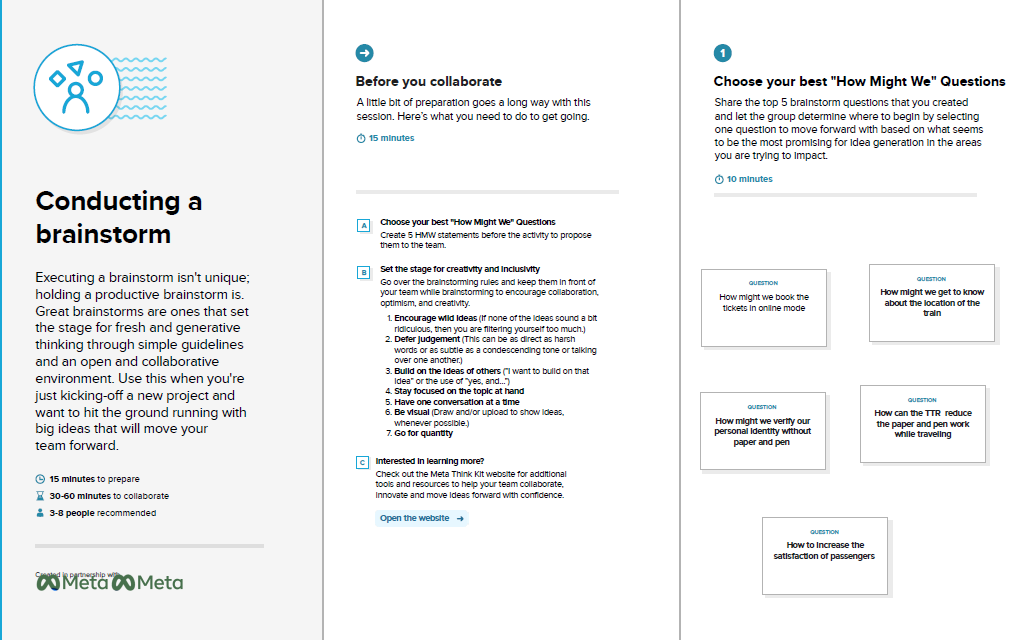 Conducting a
brainstorm
Executing a brainstorm isn't unique;
holding a productive brainstorm is.
Great brainstorms are ones that set
the stage for fresh and generative
thinking through simple guidelines
and an open and collaborative
environment. Use this when you're
just kicking-off a new project and
want to hit the ground running with
big ideas that will move your
team forward.
15 minutes to prepare
30-60 minutes to collaborate
3-8 people recommended
Created in partnership with
Meta Meta
Before you collaborate
A little bit of preparation goes a long way with this
session. Here's what you need to do to get going.
15 minutes
A
Choose your best "How Might We" Questions
Create 5 HMW statements before the activity to propose
them to the team.
B
Set the stage for creativity and inclusivity
Go over the brainstorming rules and keep them in front of
your team while brainstorming to encourage collaboration,
optimism, and creativity.
1. Encourage wild ideas (If none of the ideas sound a bit
ridiculous, then you are filtering yourself too much.)
2. Defer judgement (This can be as direct as harsh
words or as subtle as a condescending tone or talking
over one another.)
3. Build on the ideas of others ("I want to build on that
idea" or the use of "yes, and...")
4. Stay focused on the topic at hand
5. Have one conversation at a time
6. Be visual (Draw and/or upload to show ideas,
whenever possible.)
7. Go for quantity
C
Interested in learning more?
Check out the Meta Think Kit website for additional
tools and resources to help your team collaborate,
innovate and move ideas forward with confidence.
Open the website
1
Choose your best "How Might We" Questions
Share the top 5 brainstorm questions that you created
and let the group determine where to begin by selecting
one question to move forward with based on what seems
to be the most promising for idea generation in the areas
you are trying to impact.
10 minutes
QUESTION
How might we book the
tickets in online mode
QUESTION
How might we get to know
about the location of the
train
QUESTION
How might we verify our
personal identity without
paper and pen
QUESTION
How can the TTR reduce
the paper and pen work
while traveling
QUESTION
How to increase the
satisfaction of passengers